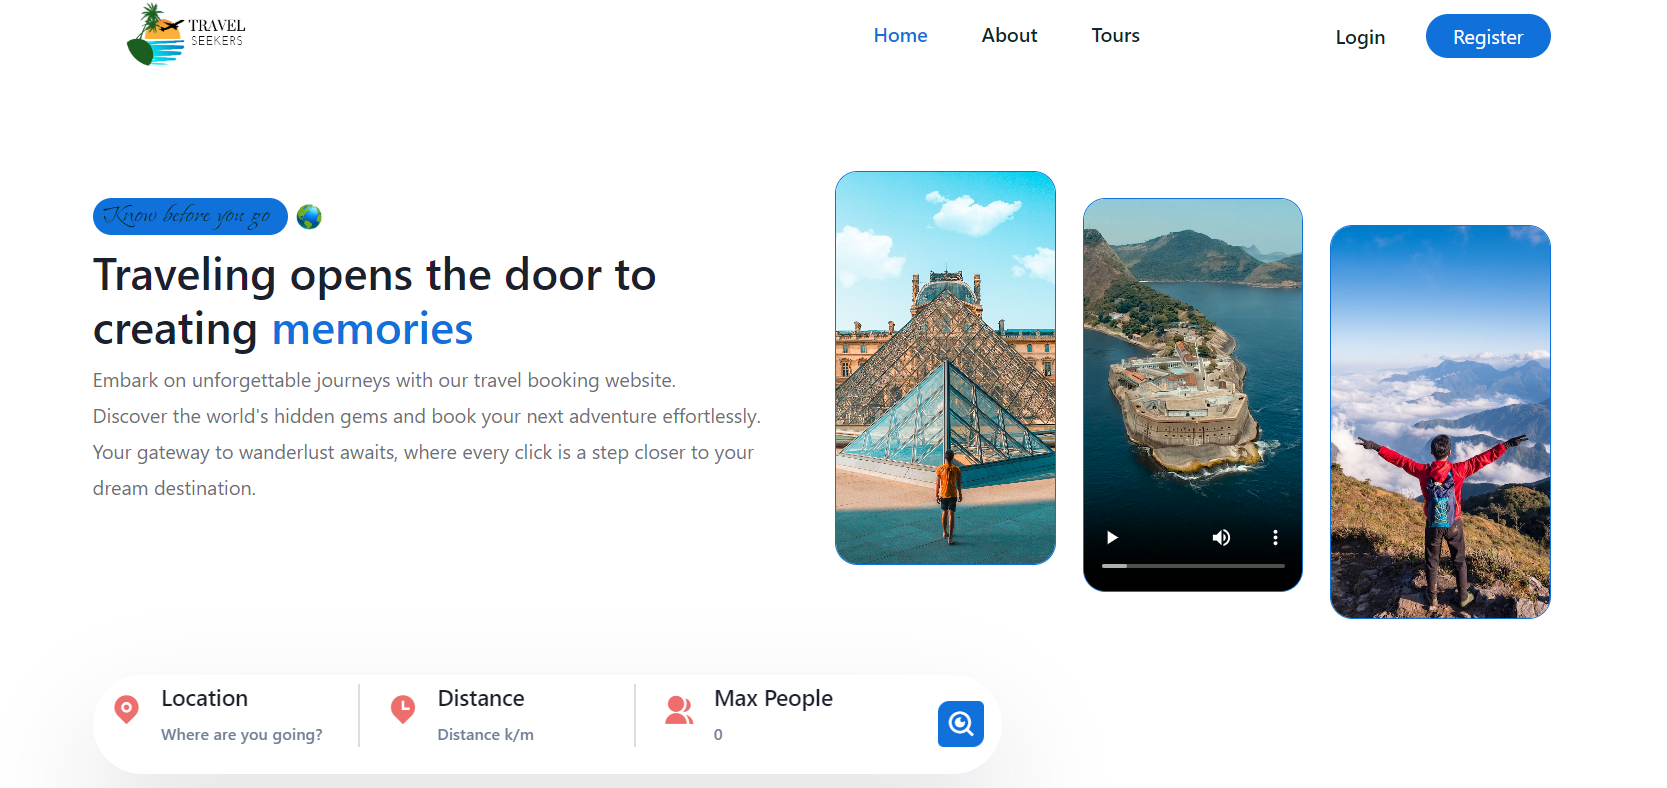 TRAVEL
SEEKERS
Home About Tours Login Register
Know before you go
Traveling opens the door to
creating memories
Embark on unforgettable journeys with our travel booking website.
Discover the world's hidden gems and book your next adventure effortlessly.
Your gateway to wanderlust awaits, where every click is a step closer to your
dream destination.
Location
Where are you going?
Distance
Distance k/m
Max People
0